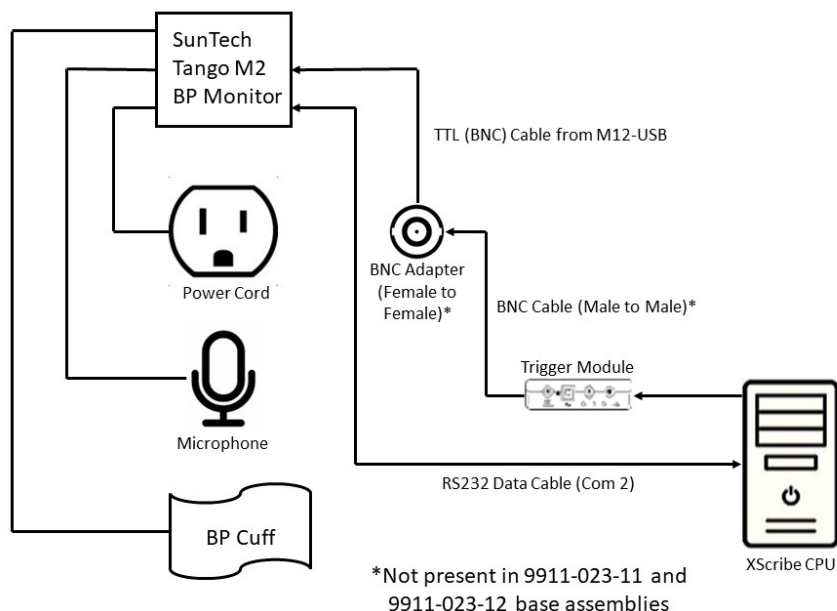 SunTech
Tango M2
BP Monitor
TTL (BNC) Cable from M12-USB
BNC Adapter
(Female to
Female)*
Power Cord
BNC Cable (Male to Male)*
Trigger Module
Microphone
RS232 Data Cable (Com 2)
BP Cuff
XScribe CPU
*Not present in 9911-023-11 and
9911-023-12 base assemblies